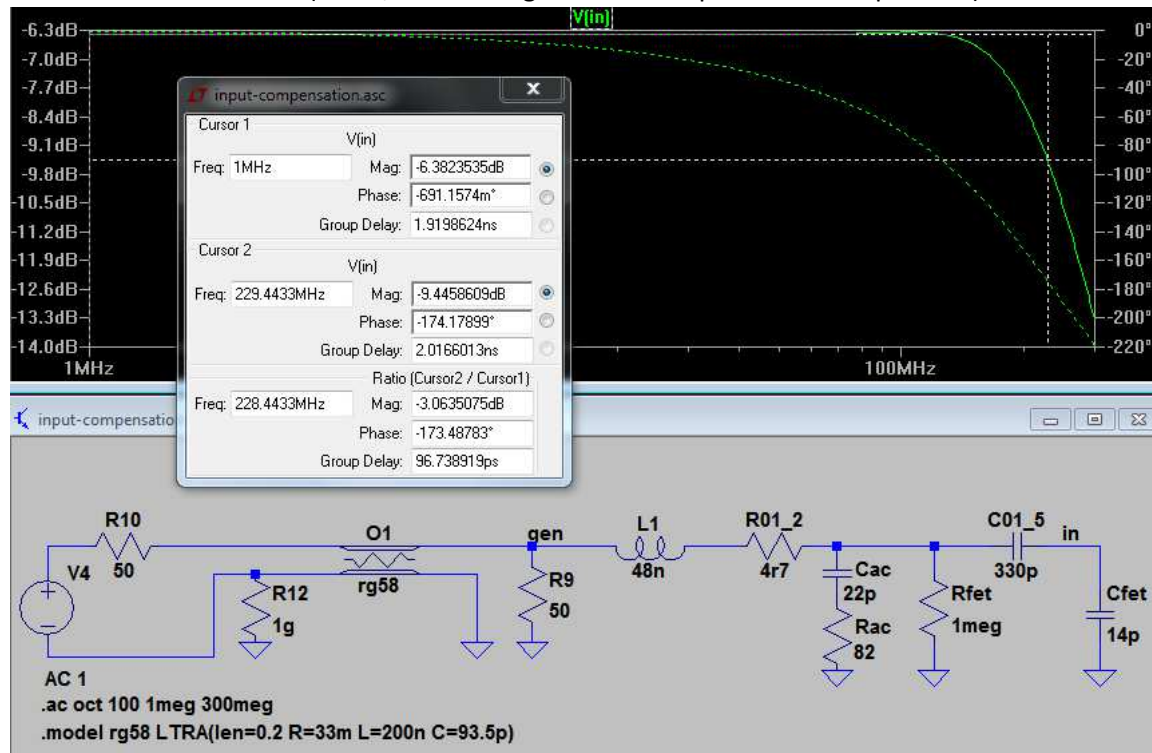 V(in)
-6.3dB
-7.0dB
-7.7dB
-8.4dB
-9.1dB
-9.8dB
-10.5dB
-11.2dB
-11.9dB
-12.6dB
-13.3dB
-14.0dB
0°
-20°
-40°
-60°
-80°
-100°
-120°
-140°
-160°
-180°
-200°
-220°
1MHz
100MHz
input-compensation.asc
x
Cursor 1
V(in)
Freq: 1MHz Mag: -6.3823535dB
Phase: -691.1574m°
Group Delay: 1.9198624ns
Cursor 2
V(in)
Freq: 229.4433MHz Mag: -9.4458609dB
Phase: -174.17899°
Group Delay: 2.0166013ns
Ratio (Cursor2 / Cursor1)
Freq: 228.4433MHz Mag: -3.0635075dB
Phase: -173.48783°
Group Delay: 96.738919ps
input-compensatio
R10
50
V4
R12
1g
O1
rg58
gen
R9
50
L1
48n
R01_2
4r7
Cac
22p
Rac
82
Rfet
1meg
C01_5
330p
in
Cfet
14p
AC 1
.ac oct 100 1meg 300meg
.model rg58 LTRA(len=0.2 R=33m L=200n C=93.5p)